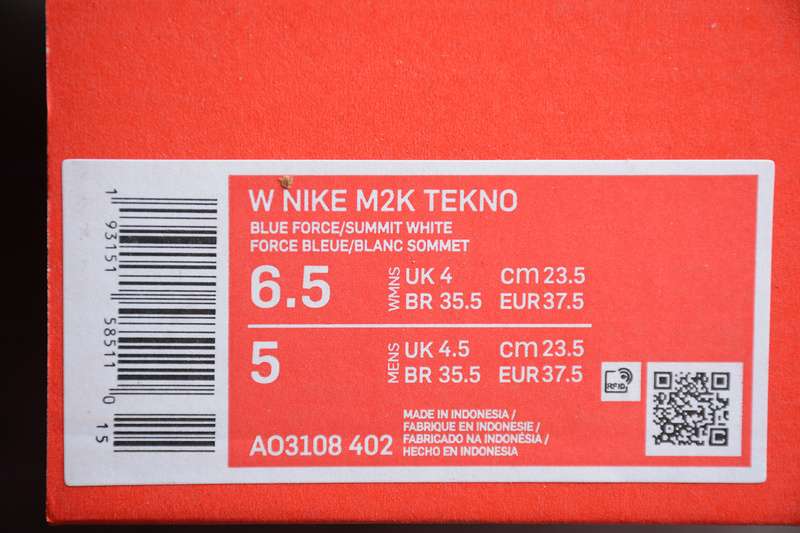 W NIKE M2K TEKNO
BLUE FORCE/SUMMIT WHITE
FORCE BLEUE/BLANC SOMMET
6.5 WMNS UK 4 cm 23.5
BR 35.5 EUR 37.5
5 MENS UK 4.5 cm 23.5
BR 35.5 EUR 37.5
RFID
AO3108 402
MADE IN INDONESIA /
FABRIQUE EN INDONESIE /
FABRICADO NA INDONÉSIA /
HECHO EN INDONESIA
1 93151 58511 0 15